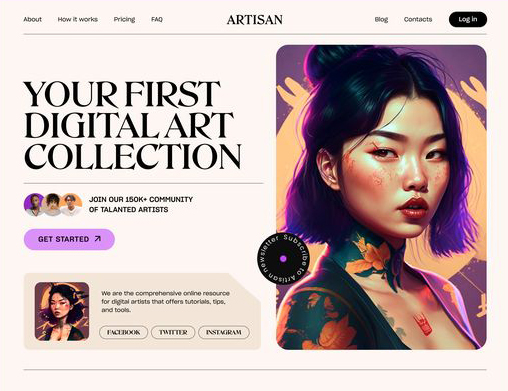 About
How it works
Pricing
FAQ
ARTISAN
Blog
Contacts
Log in
YOUR FIRST
DIGITAL ART
COLLECTION
JOIN OUR 150K+ COMMUNITY
OF TALANTED ARTISTS
GET STARTED
Subscribe to Artisan newsletter
We are the comprehensive online resource
for digital artists that offers tutorials, tips,
and tools.
FACEBOOK
TWITTER
INSTAGRAM